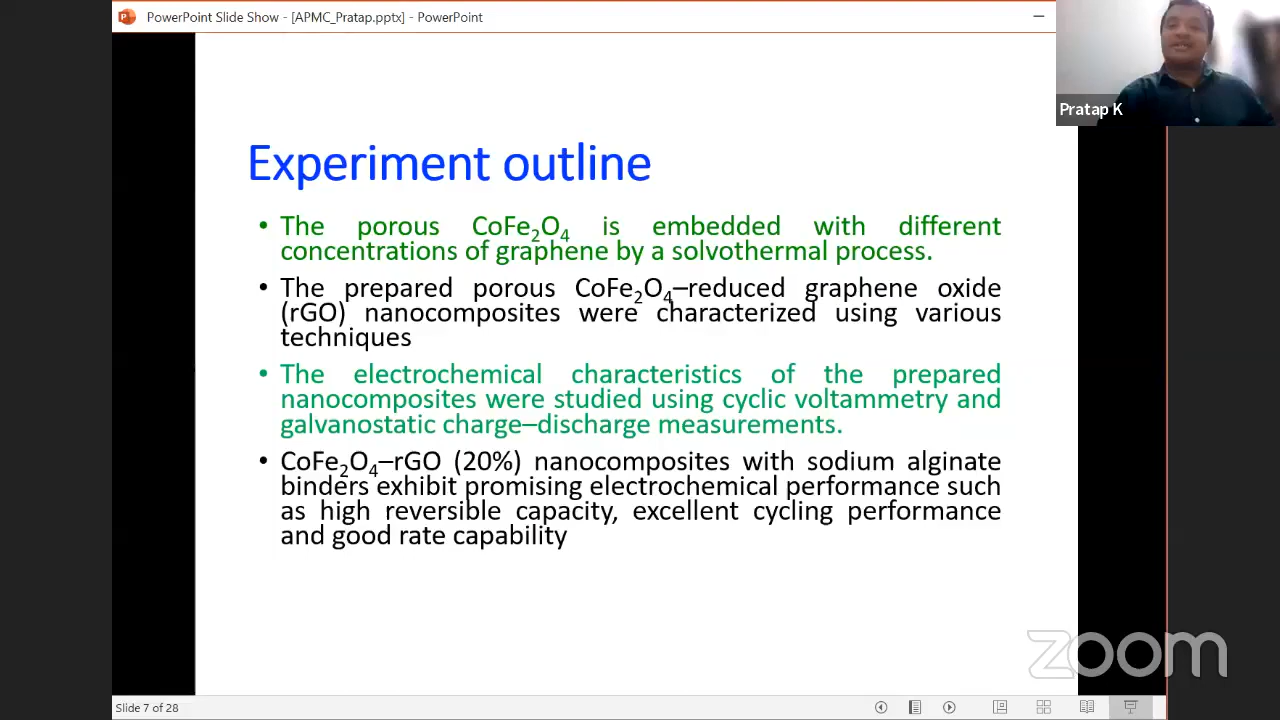 PowerPoint Slide Show - [APMC_Pratap.pptx] - PowerPoint
Pratap K
Experiment outline
• The porous CoFe₂O₄ is embedded with different
concentrations of graphene by a solvothermal process.
• The prepared porous CoFe₂O₄–reduced graphene oxide
(rGO) nanocomposites were characterized using various
techniques
• The electrochemical characteristics of the prepared
nanocomposites were studied using cyclic voltammetry and
galvanostatic charge–discharge measurements.
• CoFe₂O₄–rGO (20%) nanocomposites with sodium alginate
binders exhibit promising electrochemical performance such
as high reversible capacity, excellent cycling performance
and good rate capability
zoom
Slide 7 of 28